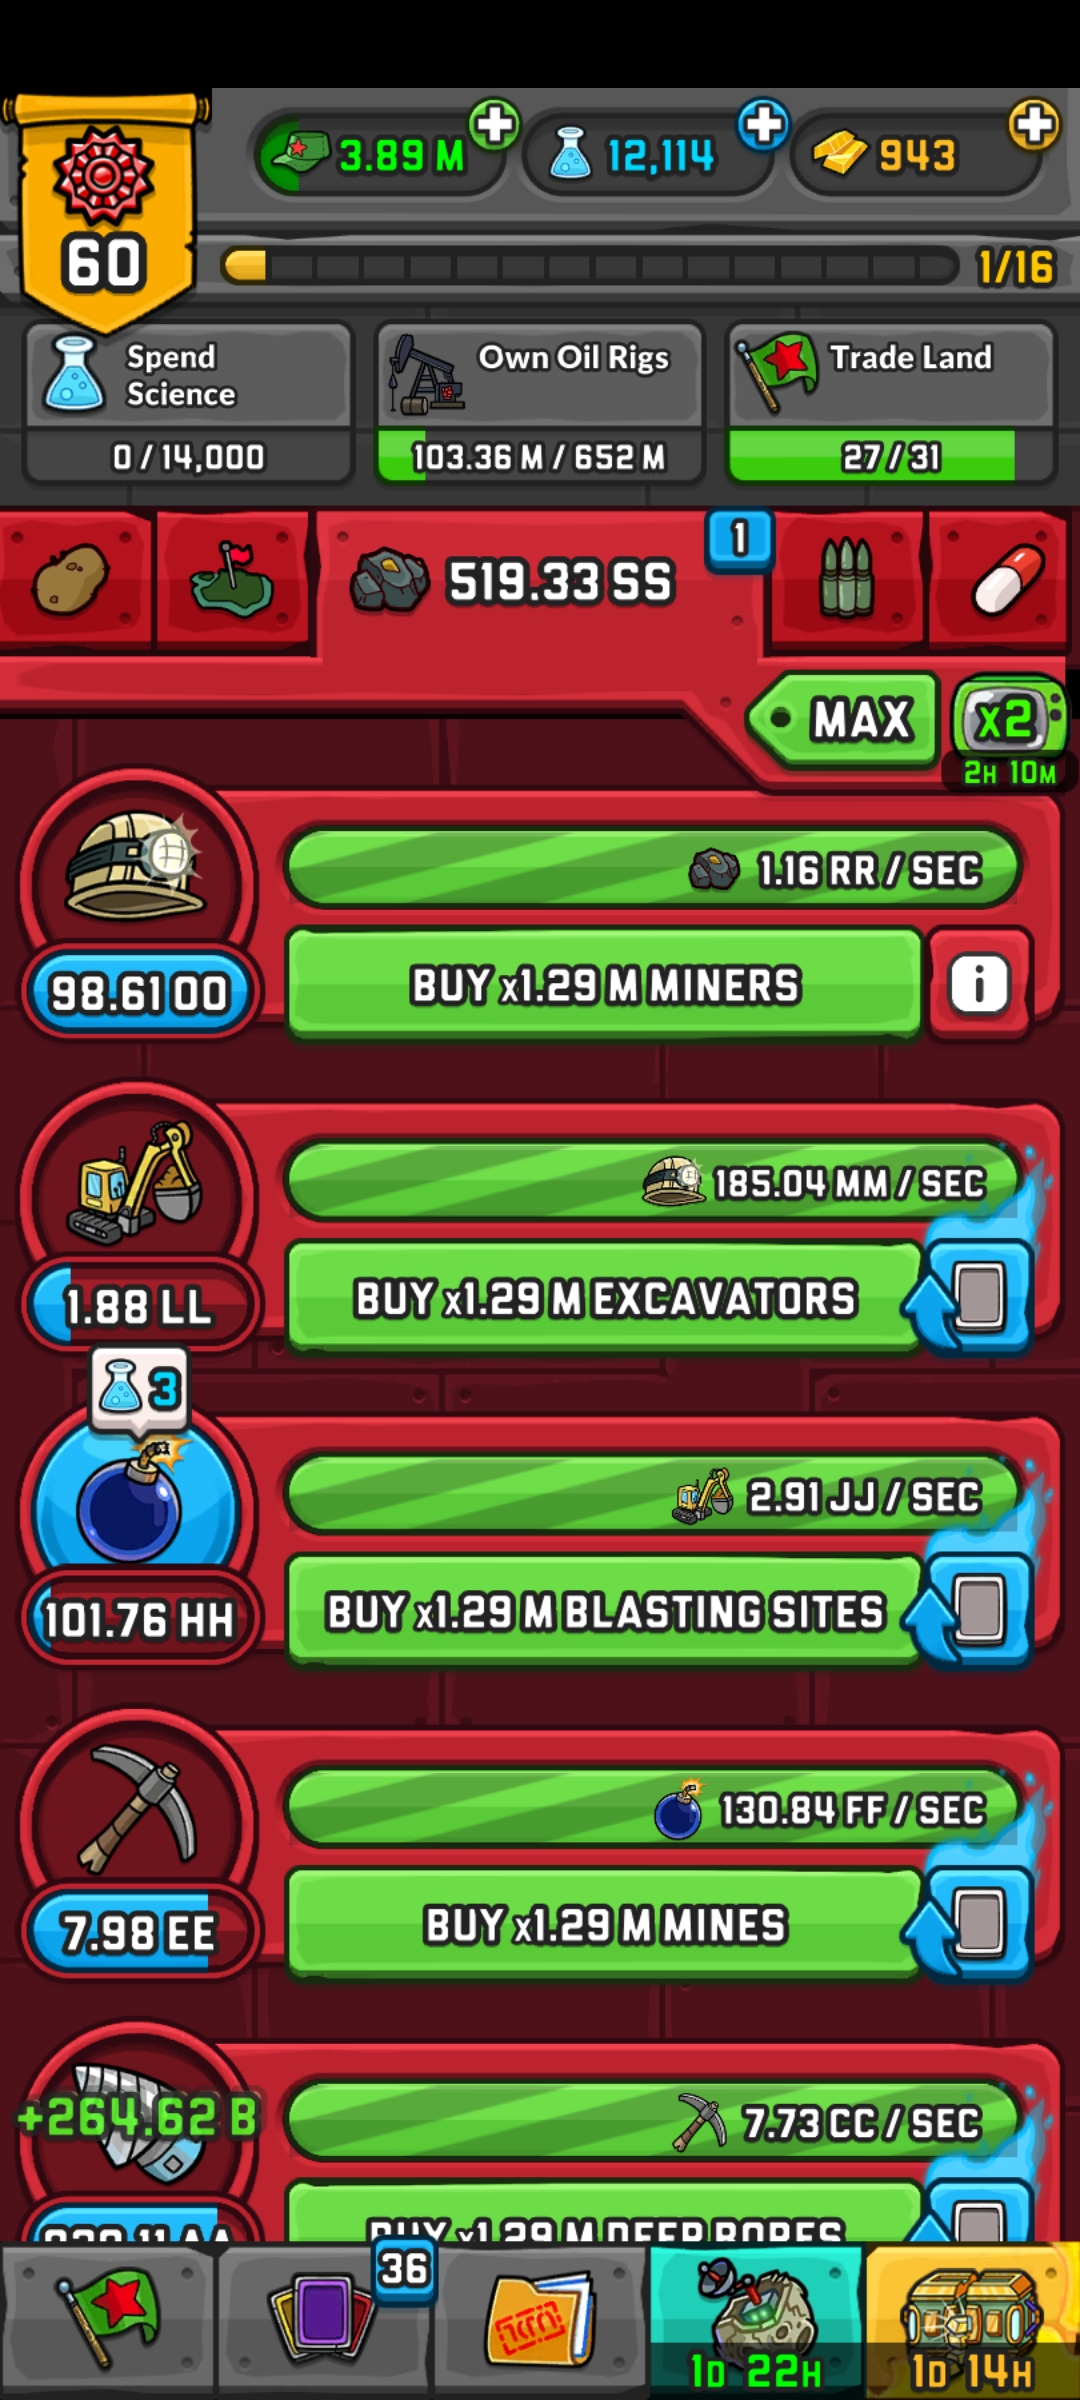 60
3.89 M
12,114
943
1/16
Spend
Science
0 / 14,000
Own Oil Rigs
103.36 M / 652 M
Trade Land
27 / 31
519.33 SS
1
MAX
x2
2H 10M
1.16 RR / SEC
98.61 OO
BUY x1.29 M MINERS
i
185.04 MM / SEC
1.88 LL
BUY x1.29 M EXCAVATORS
3
2.91 JJ / SEC
101.76 HH
BUY x1.29 M BLASTING SITES
130.84 FF / SEC
7.98 EE
BUY x1.29 M MINES
+264.62 B
7.73 CC / SEC
BUY x1.29 M DEEP BORES
36
1D 22H
1D 14H